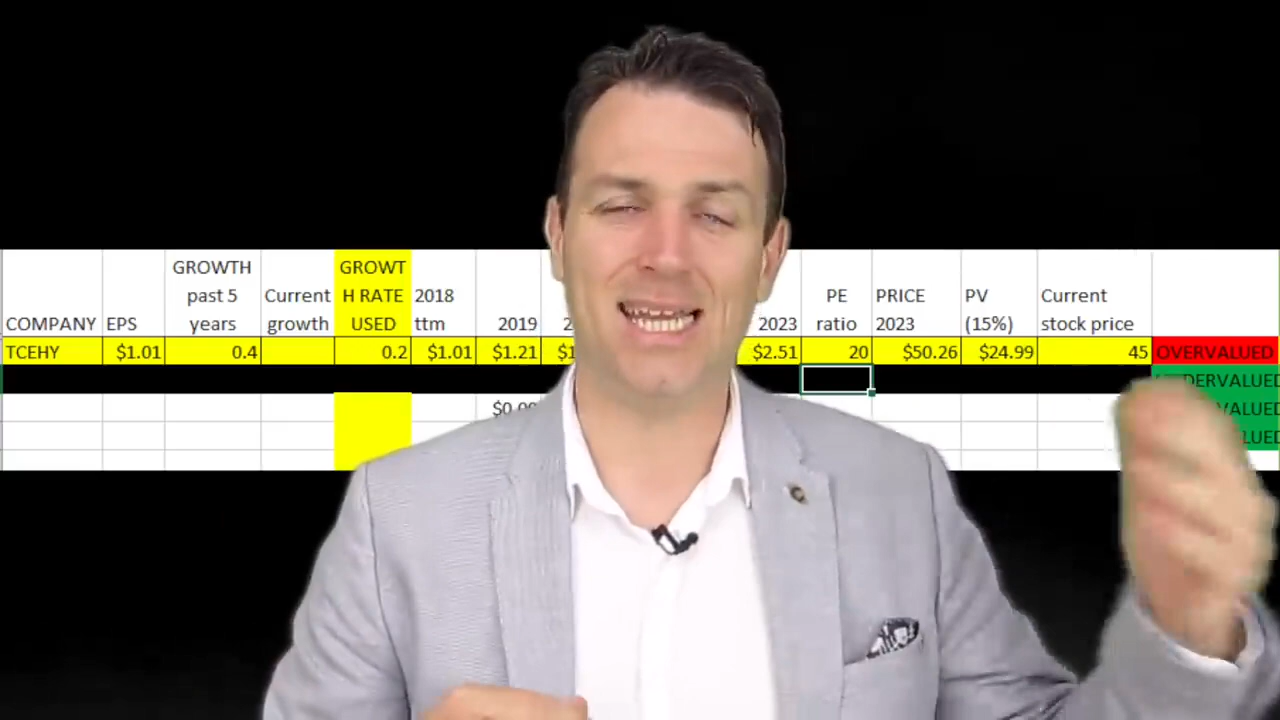 GROWTH GROWT
past 5 Current H RATE 2018 PE PRICE PV Current
COMPANY EPS years growth USED ttm 2019 2023 ratio 2023 (15%) stock price
TCEHY $1.01 0.4 0.2 $1.01 $1.21 $2.51 20 $50.26 $24.99 45 OVERVALUED